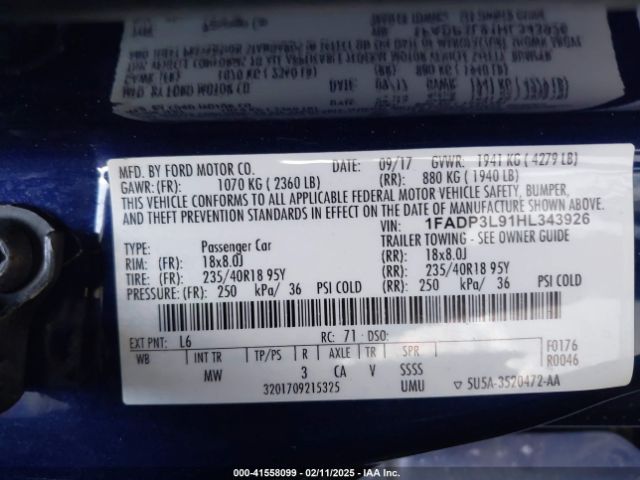 MFD. BY FORD MOTOR CO. DATE: 09/17 GVWR: 1941 KG ( 4279 LB)
GAWR: (FR): 1070 KG ( 2360 LB) (RR): 880 KG ( 1940 LB)
THIS VEHICLE CONFORMS TO ALL APPLICABLE FEDERAL MOTOR VEHICLE SAFETY, BUMPER,
AND THEFT PREVENTION STANDARDS IN EFFECT ON THE DATE OF MANUFACTURE SHOWN ABOVE.
VIN: 1FADP3L91HL343926
TYPE: Passenger Car TRAILER TOWING - SEE OWNER GUIDE
RIM: (FR): 18x8.0J (RR): 18x8.0J
TIRE: (FR): 235/40R18 95Y (RR): 235/40R18 95Y
PRESSURE: (FR): 250 kPa/ 36 PSI COLD (RR): 250 kPa/ 36 PSI COLD
EXT PNT: L6 RC: 71 DSO: F0176
WB INT TR TP/PS R AXLE TR SPR R0046
MW 3 CA V SSSS
3201709215325 UMU ▽ SU5A-3520472-AA
000-41558099 - 02/11/2025 - IAA Inc.